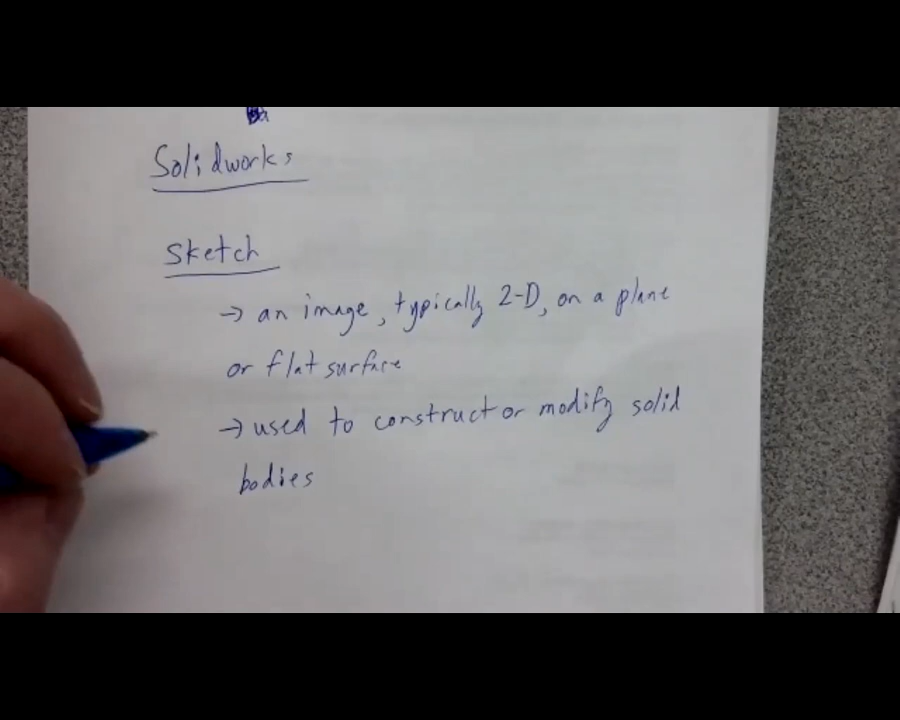 Solidworks
Sketch
→ an image, typically 2-D, on a plane
or flat surface
→ used to construct or modify solid
bodies